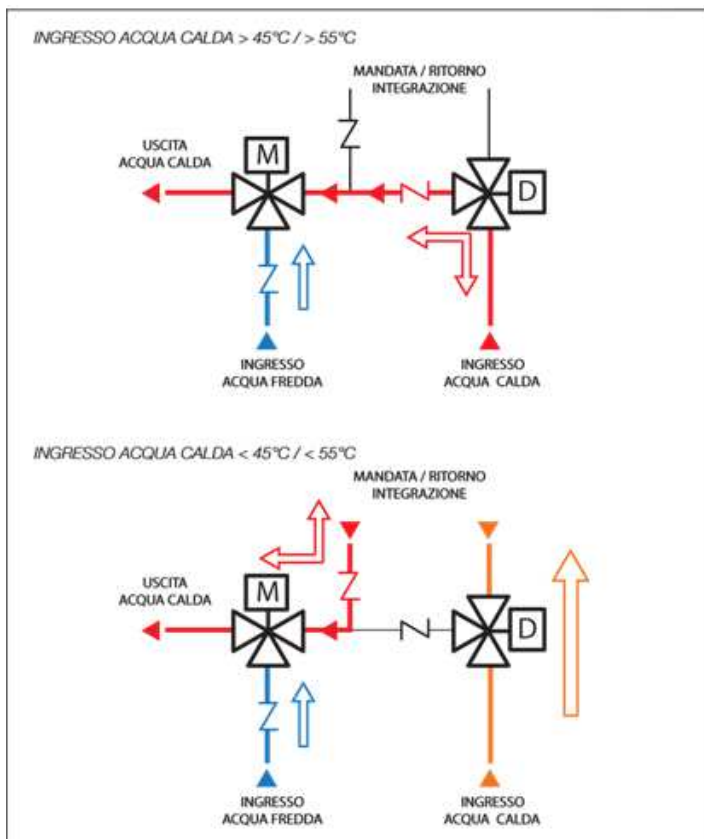 INGRESSO ACQUA CALDA > 45°C / > 55°C
MANDATA / RITORNO
INTEGRAZIONE
USCITA
ACQUA CALDA
M
D
INGRESSO
ACQUA FREDDA
INGRESSO
ACQUA CALDA
INGRESSO ACQUA CALDA < 45°C / < 55°C
MANDATA / RITORNO
INTEGRAZIONE
USCITA
ACQUA CALDA
M
D
INGRESSO
ACQUA FREDDA
INGRESSO
ACQUA CALDA